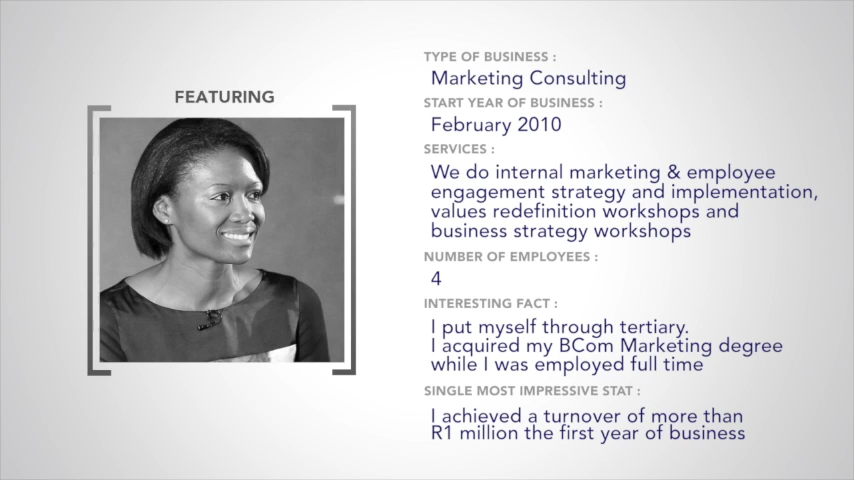 FEATURING
TYPE OF BUSINESS :
Marketing Consulting
START YEAR OF BUSINESS :
February 2010
SERVICES :
We do internal marketing & employee
engagement strategy and implementation,
values redefinition workshops and
business strategy workshops
NUMBER OF EMPLOYEES :
4
INTERESTING FACT :
I put myself through tertiary.
I acquired my BCom Marketing degree
while I was employed full time
SINGLE MOST IMPRESSIVE STAT :
I achieved a turnover of more than
R1 million the first year of business